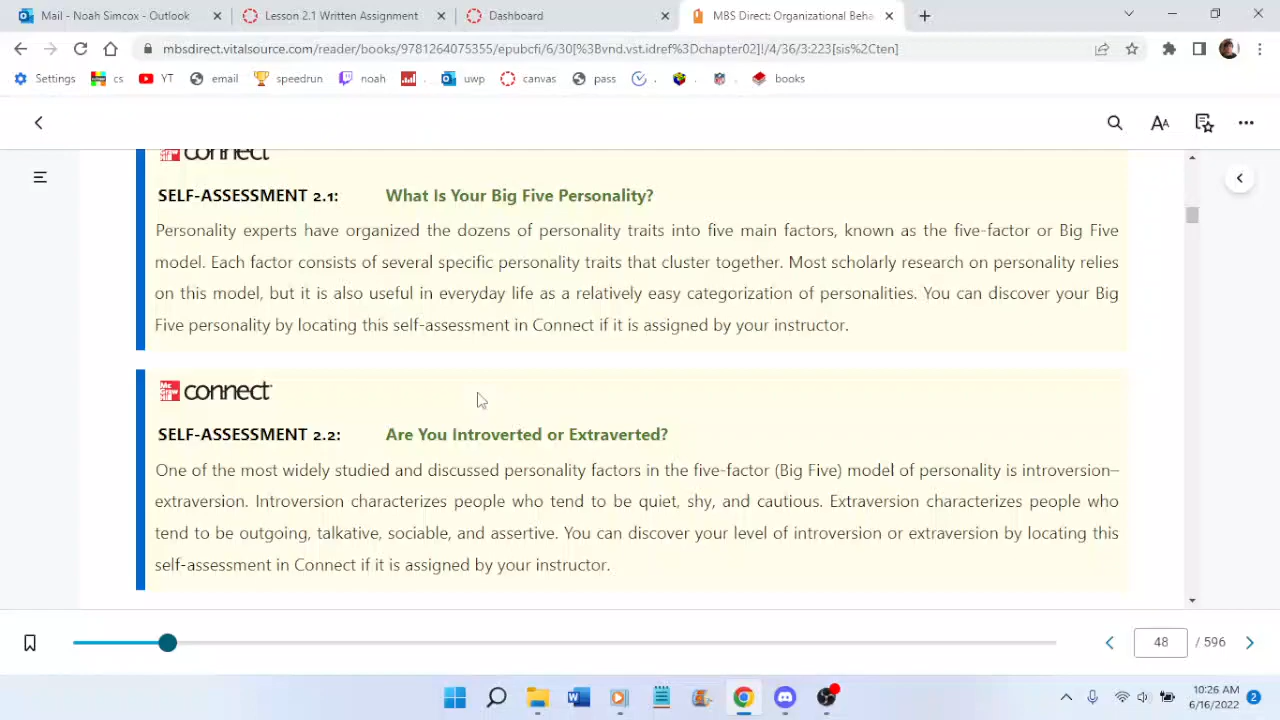 Mail - Noah Simcox - Outlook
Lesson 2.1 Written Assignment
Dashboard
MBS Direct: Organizational Beha
mbsdirect.vitalsource.com/reader/books/9781264075355/epubcfi/6/30[%3Bvnd.vst.idref%3Dchapter02]!/4/36/3:223[sis%2Cten]
Settings cs YT email speedrun noah . uwp canvas pass . . . books
connect
SELF-ASSESSMENT 2.1: What Is Your Big Five Personality?
Personality experts have organized the dozens of personality traits into five main factors, known as the five-factor or Big Five
model. Each factor consists of several specific personality traits that cluster together. Most scholarly research on personality relies
on this model, but it is also useful in everyday life as a relatively easy categorization of personalities. You can discover your Big
Five personality by locating this self-assessment in Connect if it is assigned by your instructor.
Mc Graw Hill connect
SELF-ASSESSMENT 2.2: Are You Introverted or Extraverted?
One of the most widely studied and discussed personality factors in the five-factor (Big Five) model of personality is introversion–
extraversion. Introversion characterizes people who tend to be quiet, shy, and cautious. Extraversion characterizes people who
tend to be outgoing, talkative, sociable, and assertive. You can discover your level of introversion or extraversion by locating this
self-assessment in Connect if it is assigned by your instructor.
48 / 596
10:26 AM
6/16/2022
2